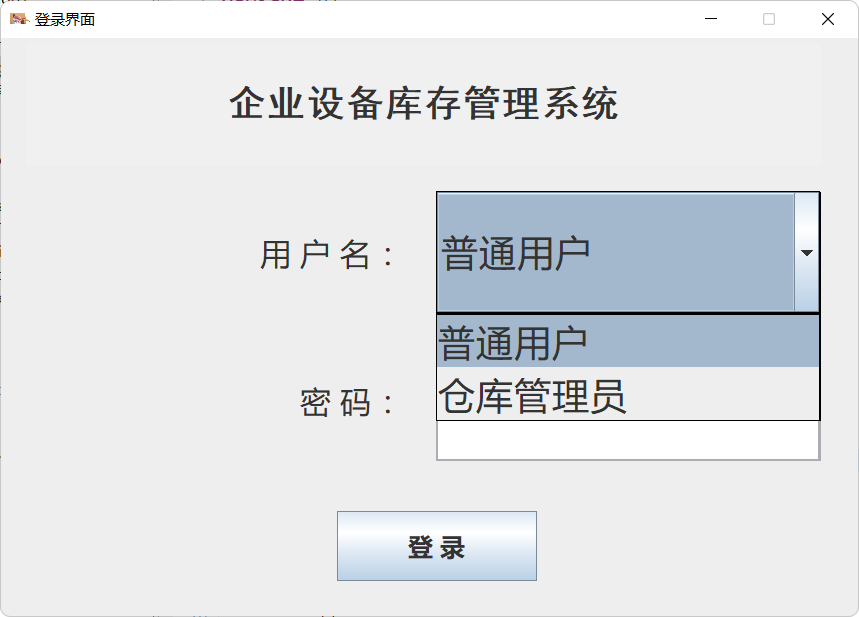 登录界面
企业设备库存管理系统
用 户 名 ： 普通用户
普通用户
仓库管理员
密 码 ：
登 录